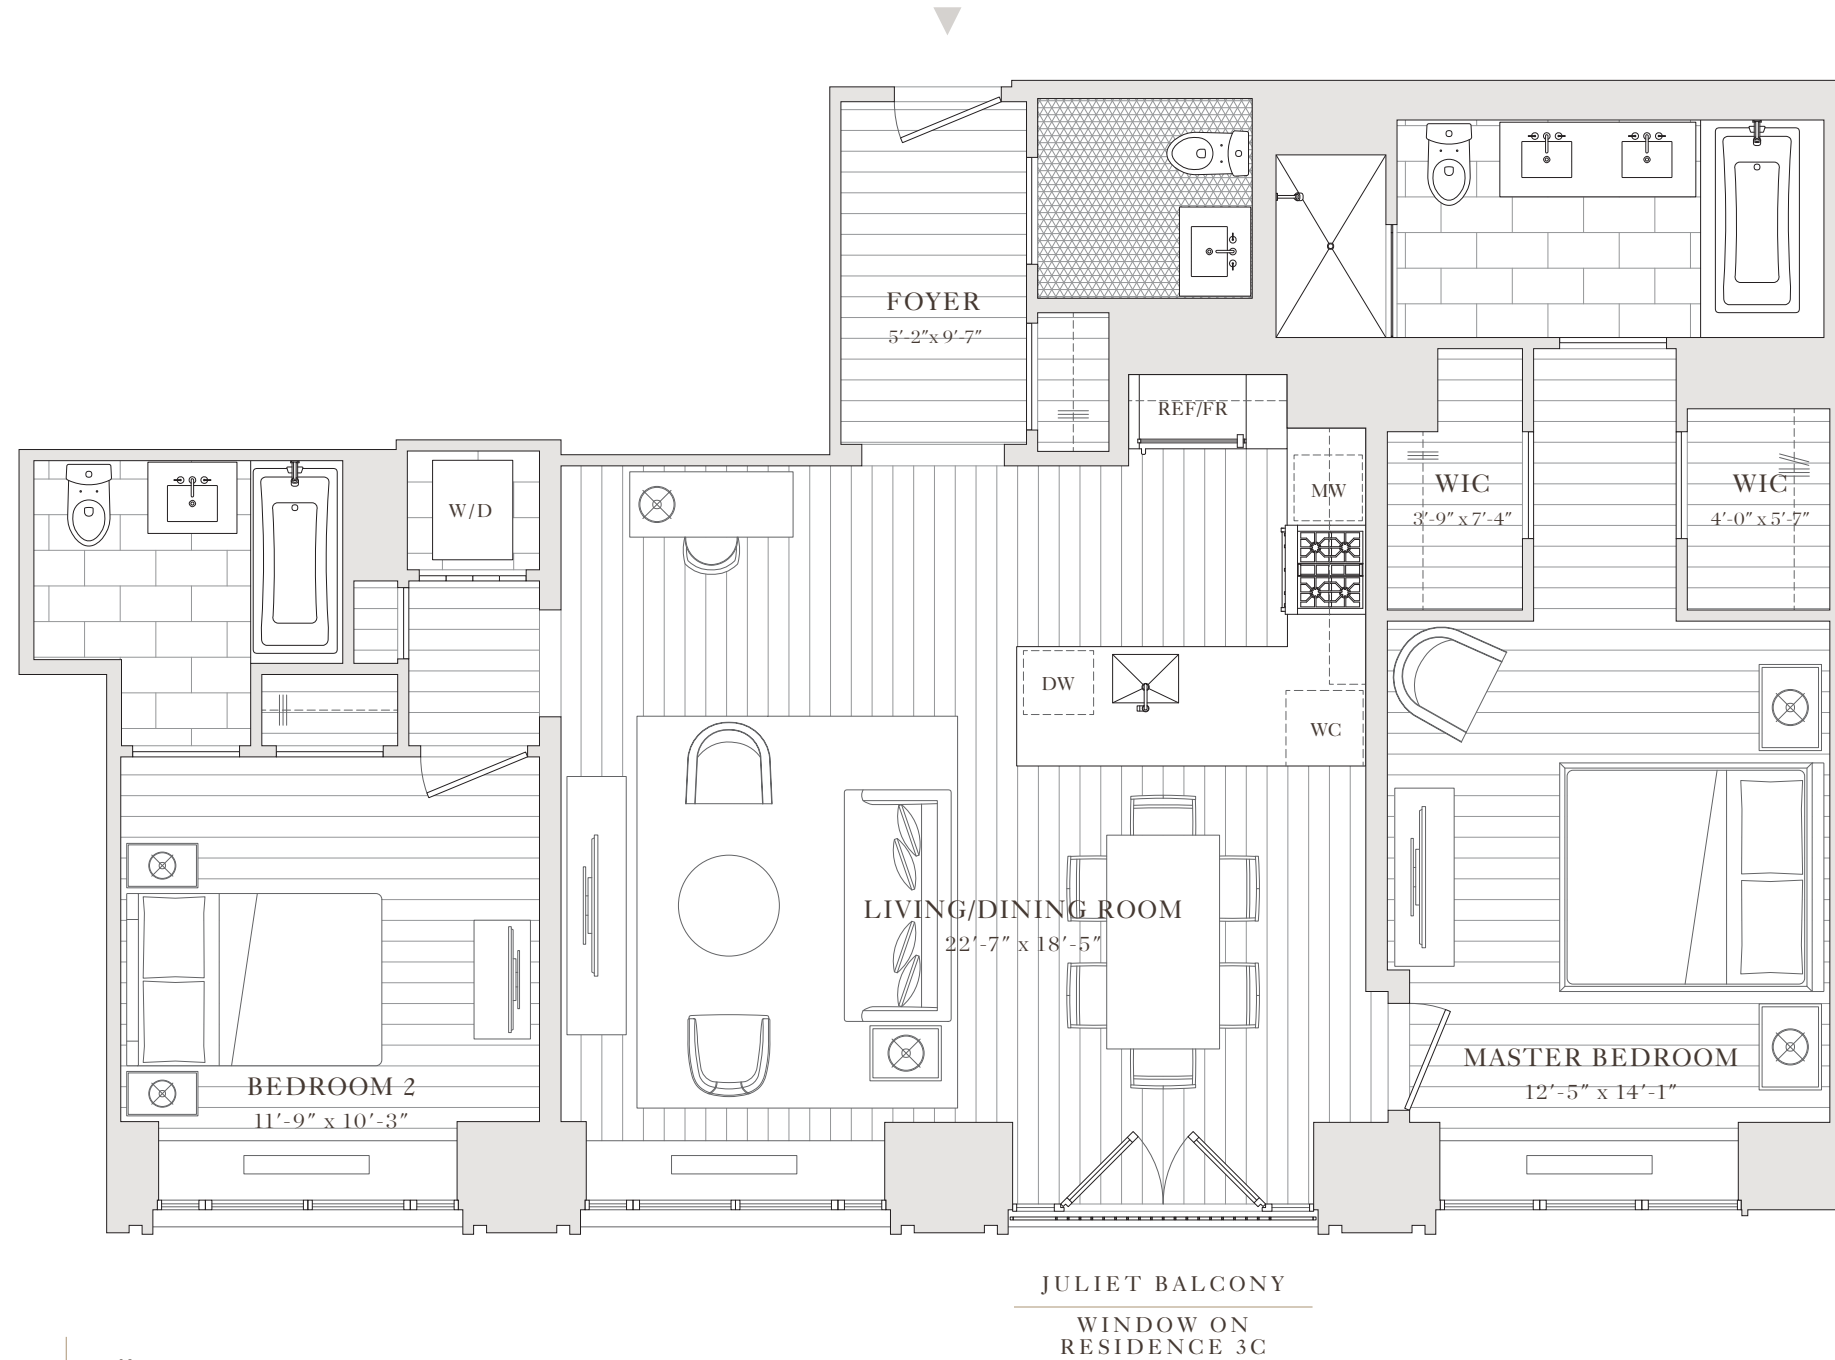 FOYER
5'-2" x 9'-7"
REF/FR
MW
WIC
3'-9" x 7'-4"
WIC
4'-0" x 5'-7"
W/D
DW
WC
LIVING/DINING ROOM
22'-7" x 18'-5"
MASTER BEDROOM
12'-5" x 14'-1"
BEDROOM 2
11'-9" x 10'-3"
JULIET BALCONY
WINDOW ON
RESIDENCE 3C